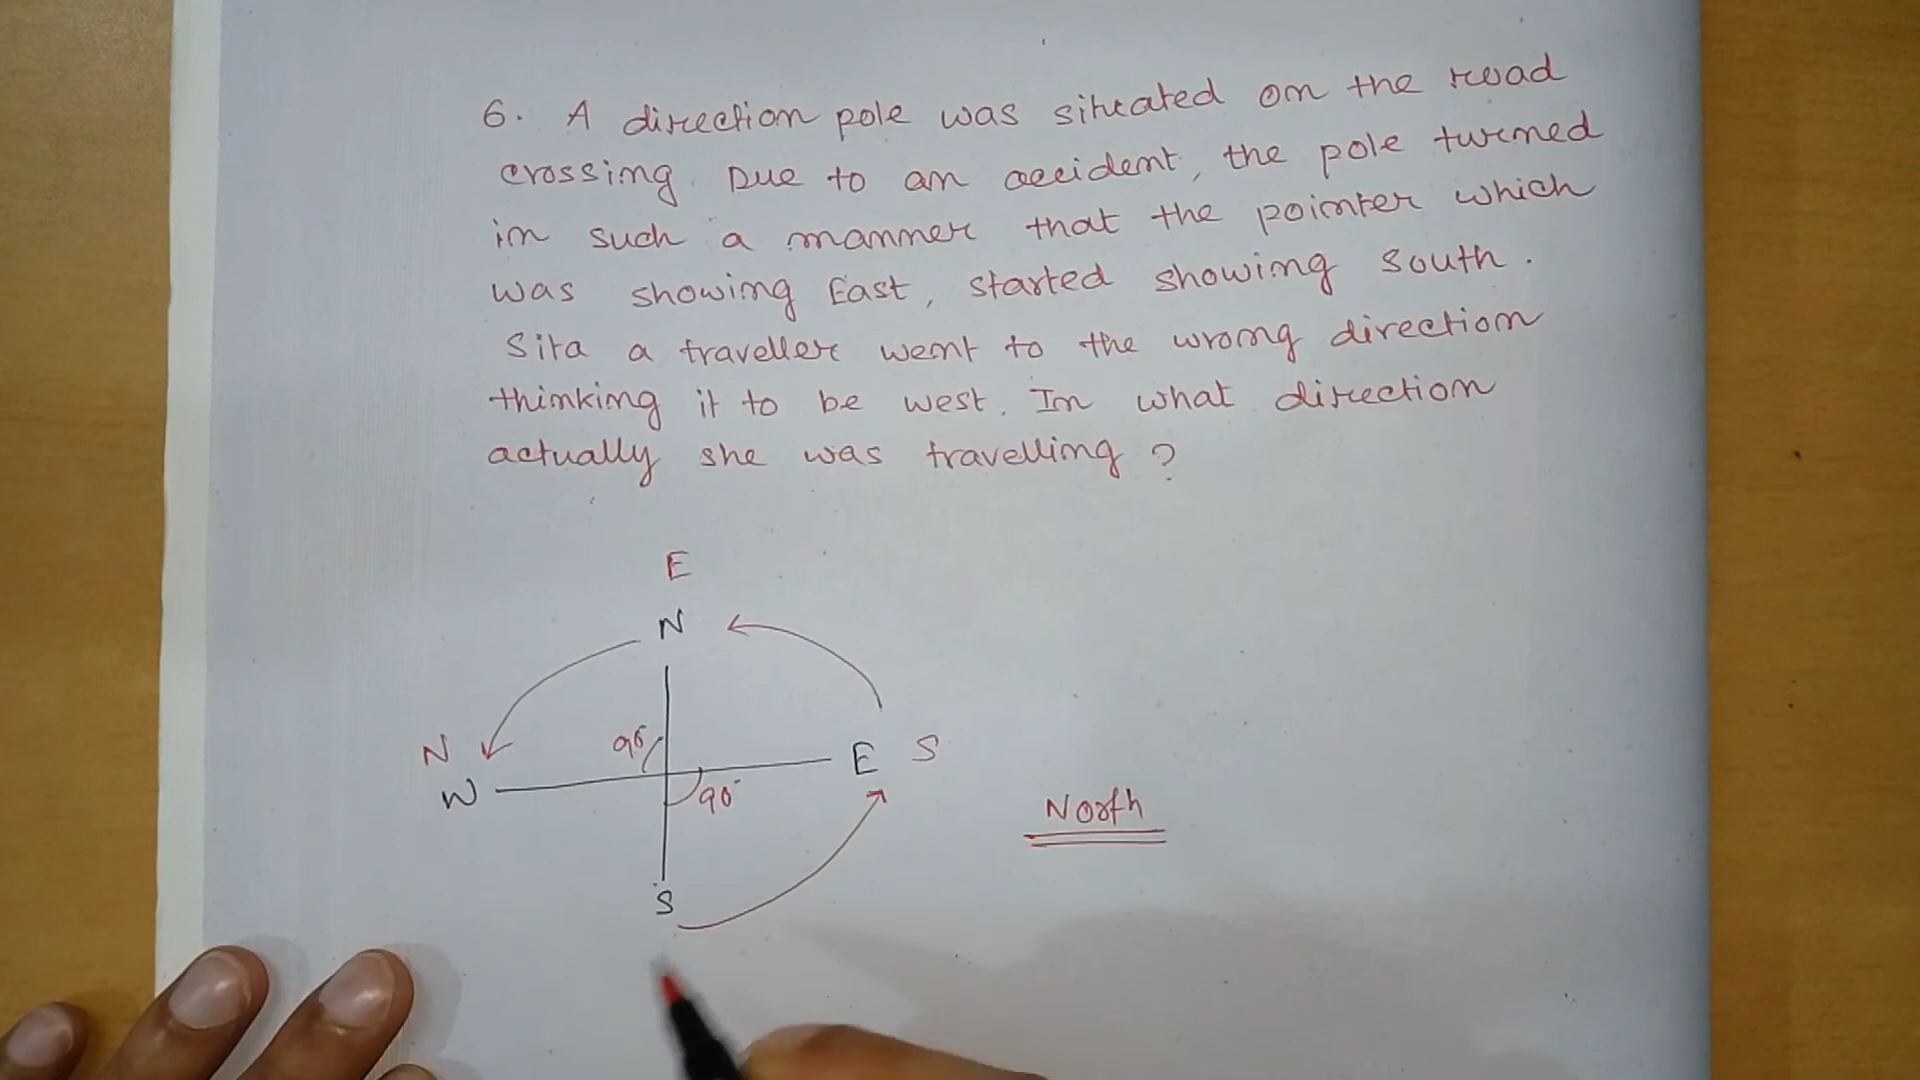 6. A direction pole was situated on the road
crossing. Due to an accident, the pole turned
in such a manner that the pointer which
was showing East, started showing south.
Sita a traveller went to the wrong direction
thinking it to be west. In what direction
actually she was travelling ?
E
N
N
W
90°
90°
E S
S
North